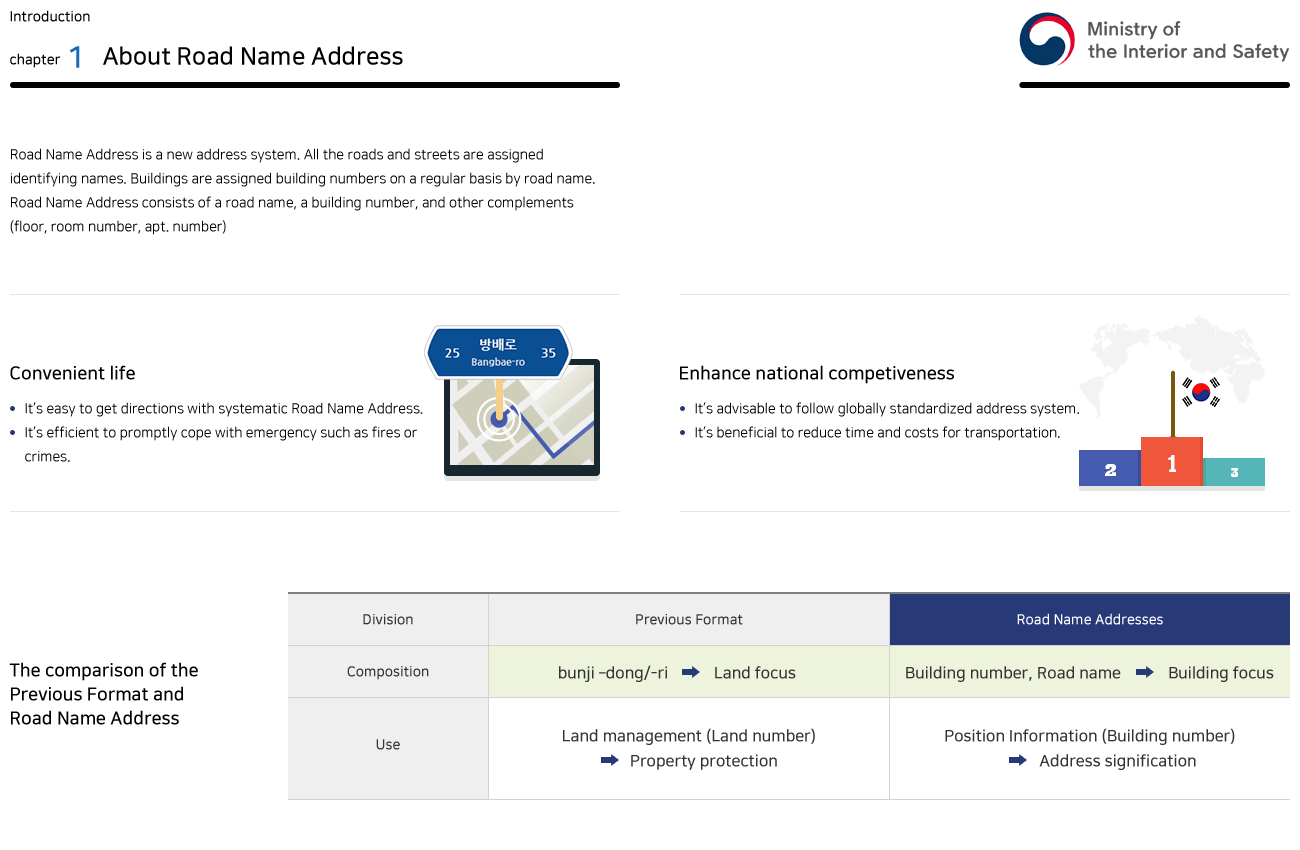 Introduction
chapter 1 About Road Name Address
Ministry of
the Interior and Safety
Road Name Address is a new address system. All the roads and streets are assigned
identifying names. Buildings are assigned building numbers on a regular basis by road name.
Road Name Address consists of a road name, a building number, and other complements
(floor, room number, apt. number)
Convenient life
• It's easy to get directions with systematic Road Name Address.
• It's efficient to promptly cope with emergency such as fires or
crimes.
25 방배로 35
Bangbae-ro
Enhance national competiveness
• It's advisable to follow globally standardized address system.
• It's beneficial to reduce time and costs for transportation.
2 1 3
The comparison of the
Previous Format and
Road Name Address
Division Previous Format Road Name Addresses
Composition bunji -dong/-ri ➡ Land focus Building number, Road name ➡ Building focus
Use
Land management (Land number)
➡ Property protection
Position Information (Building number)
➡ Address signification